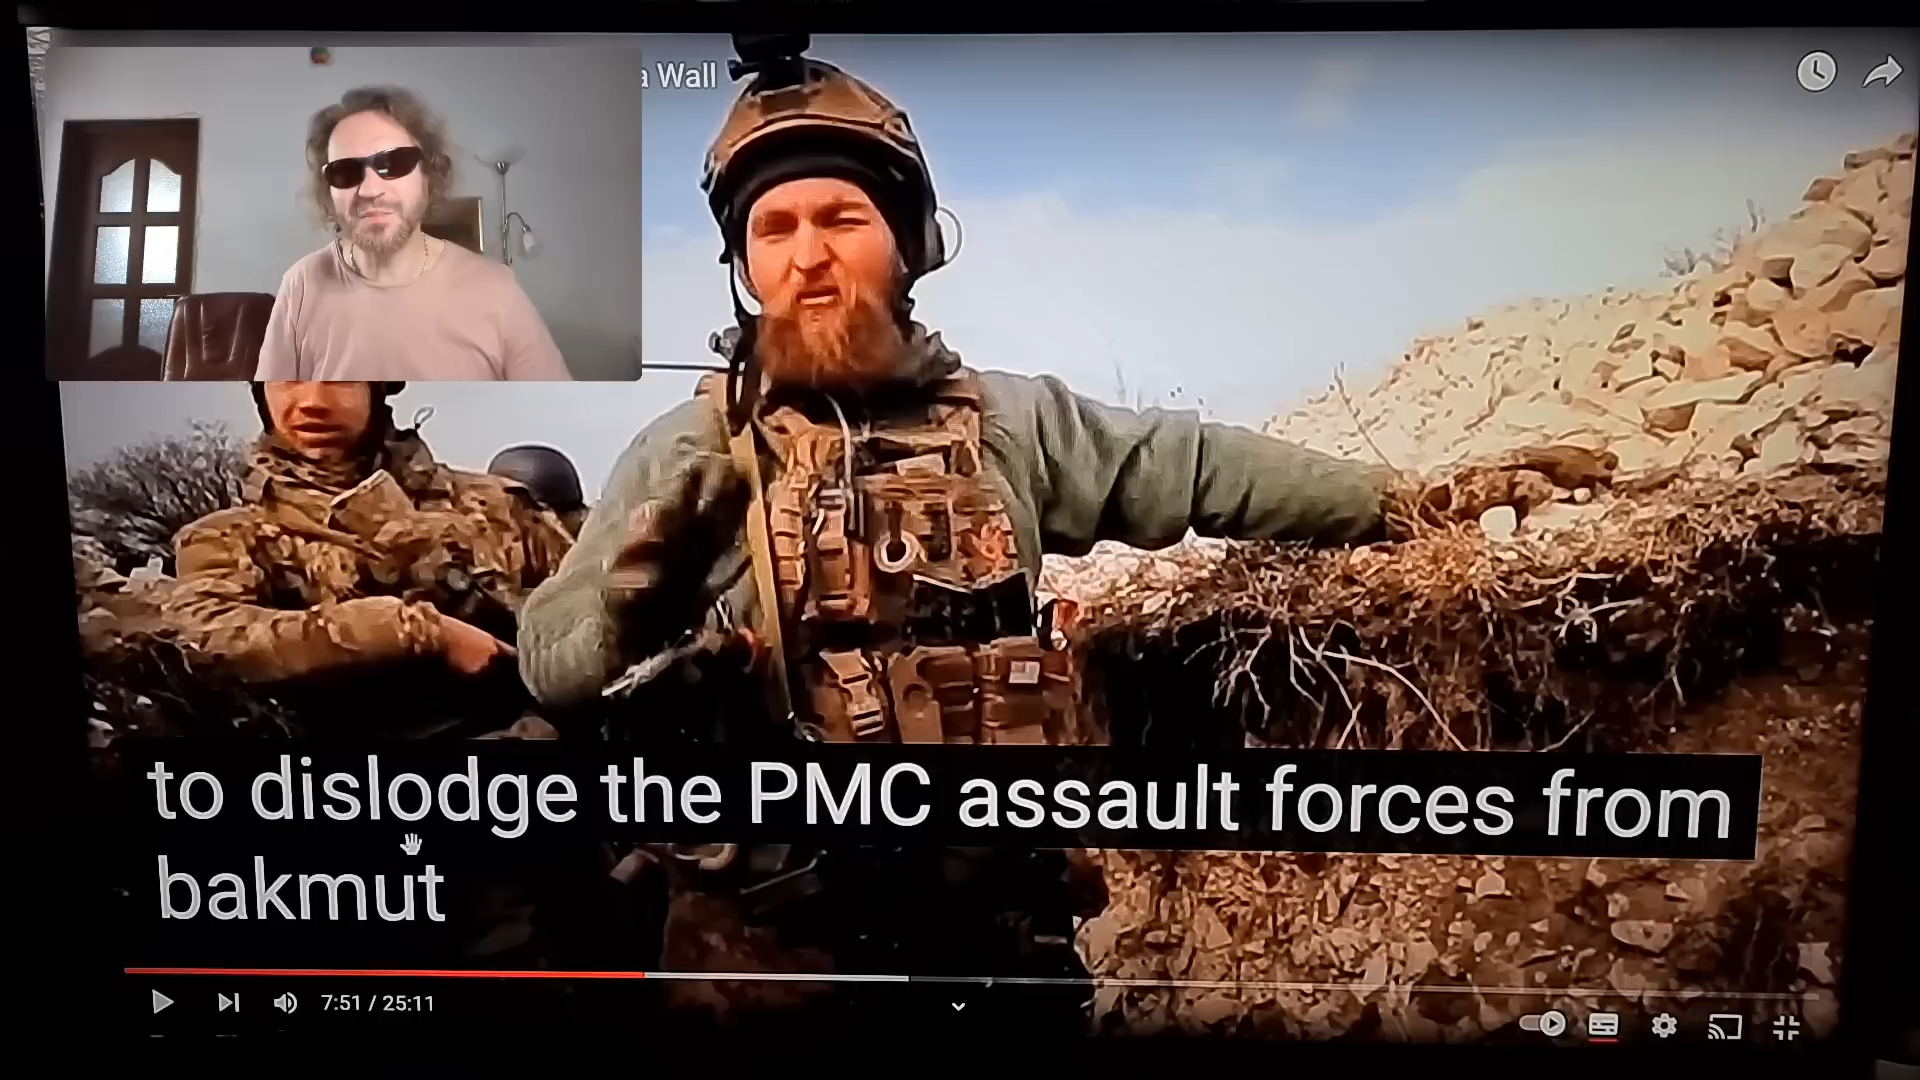 a Wall
to dislodge the PMC assault forces from
bakmut
7:51 / 25:11